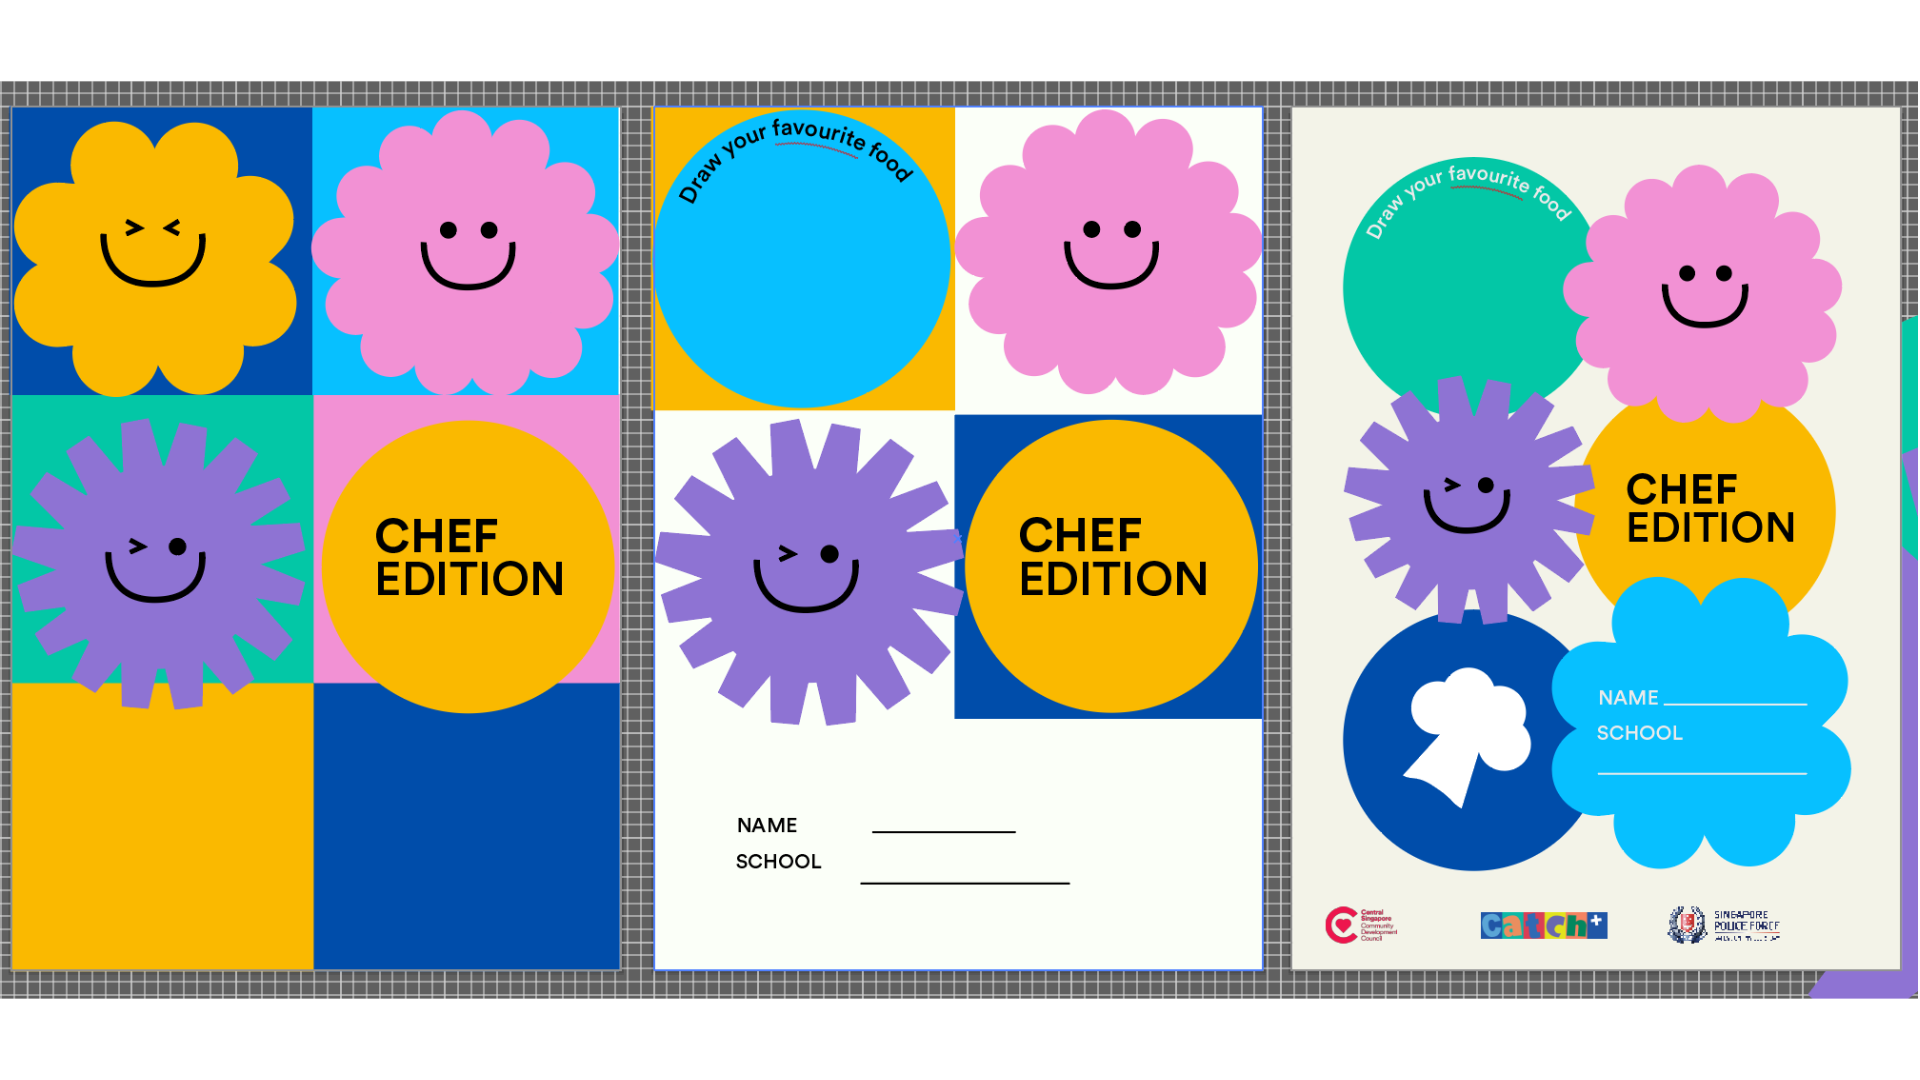 CHEF
EDITION
Draw your favourite food
CHEF
EDITION
NAME
SCHOOL
Draw your favourite food
CHEF
EDITION
NAME
SCHOOL
Central
Singapore
Community
Development
Council
catch+
SINGAPORE
POLICE FORCE